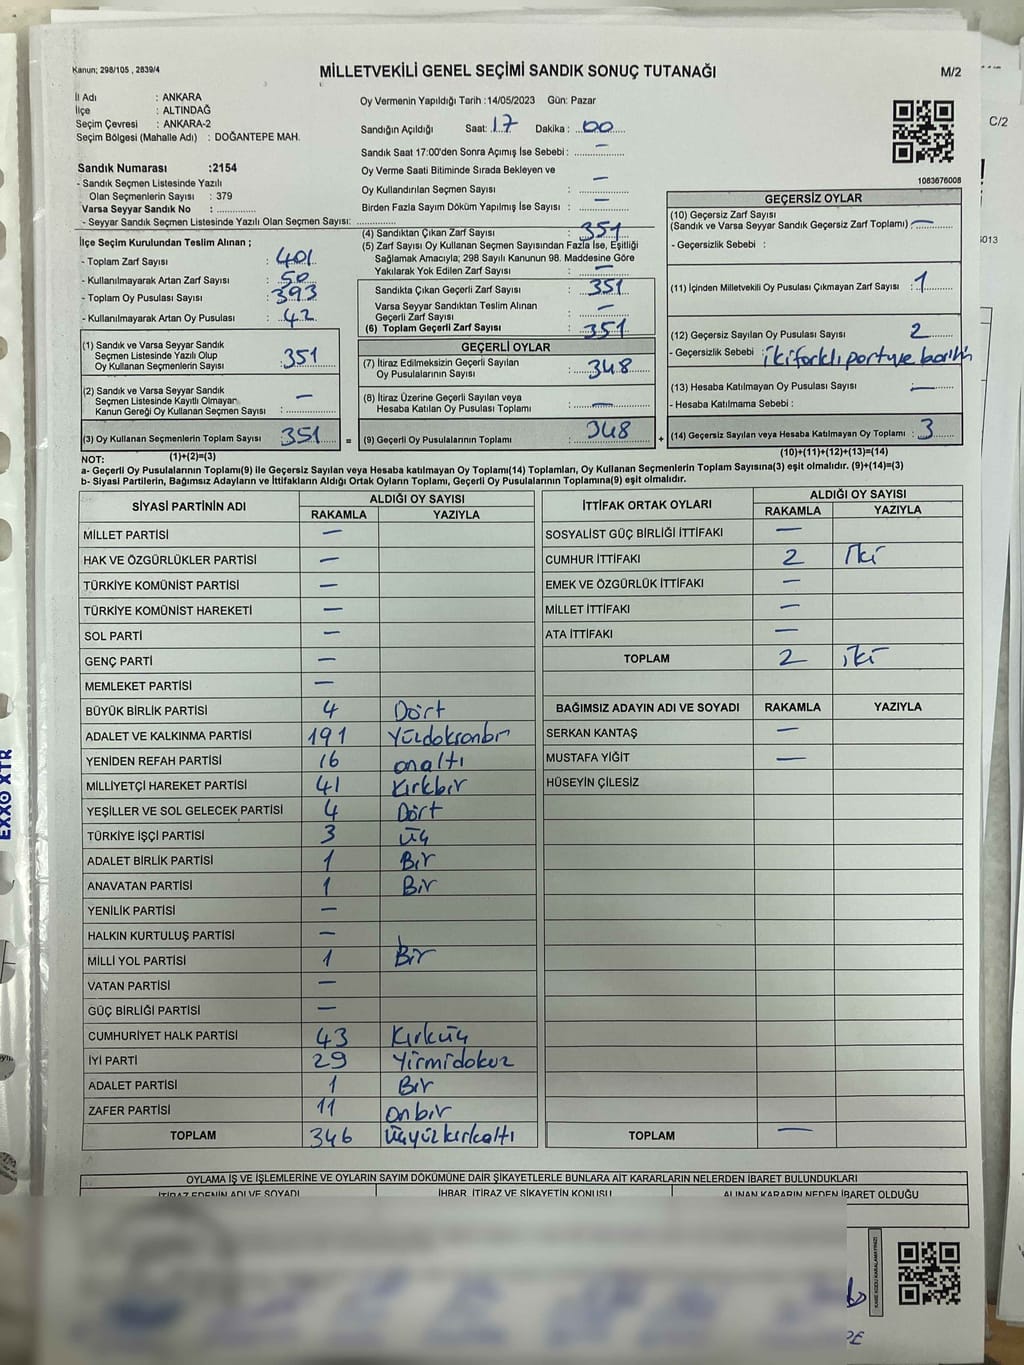 Kanun; 298/105 , 2839/4
MİLLETVEKİLİ GENEL SEÇİMİ SANDIK SONUÇ TUTANAĞI
M/2
C/2
İl Adı : ANKARA
İlçe : ALTINDAĞ
Seçim Çevresi : ANKARA-2
Seçim Bölgesi (Mahalle Adı) : DOĞANTEPE MAH.
Sandık Numarası :2154
- Sandık Seçmen Listesinde Yazılı
Olan Seçmenlerin Sayısı : 379
Varsa Seyyar Sandık No :
- Seyyar Sandık Seçmen Listesinde Yazılı Olan Seçmen Sayısı:
Oy Vermenin Yapıldığı Tarih :14/05/2023 Gün: Pazar
Sandığın Açıldığı Saat: 17 Dakika : 00
Sandık Saat 17:00'den Sonra Açımış İse Sebebi : —
Oy Verme Saati Bitiminde Sırada Bekleyen ve
Oy Kullandırılan Seçmen Sayısı : —
Birden Fazla Sayım Döküm Yapılmış İse Sayısı : —
1083676008
İlçe Seçim Kurulundan Teslim Alınan ;
- Toplam Zarf Sayısı : 401
- Kullanılmayarak Artan Zarf Sayısı : 50
- Toplam Oy Pusulası Sayısı : 393
- Kullanılmayarak Artan Oy Pusulası : 42
(1) Sandık ve Varsa Seyyar Sandık
Seçmen Listesinde Yazılı Olup
Oy Kullanan Seçmenlerin Sayısı : 351
(2) Sandık ve Varsa Seyyar Sandık
Seçmen Listesinde Kayıtlı Olmayan
Kanun Gereği Oy Kullanan Seçmen Sayısı : —
(3) Oy Kullanan Seçmenlerin Toplam Sayısı : 351 =
(4) Sandıktan Çıkan Zarf Sayısı : 351
(5) Zarf Sayısı Oy Kullanan Seçmen Sayısından Fazla İse, Eşitliği
Sağlamak Amacıyla; 298 Sayılı Kanunun 98. Maddesine Göre
Yakılarak Yok Edilen Zarf Sayısı : —
Sandıkta Çıkan Geçerli Zarf Sayısı : 351
Varsa Seyyar Sandıktan Teslim Alınan
Geçerli Zarf Sayısı : —
(6) Toplam Geçerli Zarf Sayısı : 351
GEÇERLİ OYLAR
(7) İtiraz Edilmeksizin Geçerli Sayılan
Oy Pusulalarının Sayısı : 348
(8) İtiraz Üzerine Geçerli Sayılan veya
Hesaba Katılan Oy Pusulaları Toplamı : —
(9) Geçerli Oy Pusulalarının Toplamı : 348 +
GEÇERSİZ OYLAR
(10) Geçersiz Zarf Sayısı
(Sandık ve Varsa Seyyar Sandık Geçersiz Zarf Toplamı) : —
- Geçersizlik Sebebi :
(11) İçinden Milletvekili Oy Pusulası Çıkmayan Zarf Sayısı : 1
(12) Geçersiz Sayılan Oy Pusulası Sayısı 2
- Geçersizlik Sebebi : iki farklı partiye
(13) Hesaba Katılmayan Oy Pusulası Sayısı : —
- Hesaba Katılmama Sebebi :
(14) Geçersiz Sayılan veya Hesaba Katılmayan Oy Toplamı : 3
NOT: (1)+(2)=(3)
(10)+(11)+(12)+(13)=(14)
a- Geçerli Oy Pusulalarının Toplamı(9) ile Geçersiz Sayılan veya Hesaba katılmayan Oy Toplamı(14) Toplamları, Oy Kullanan Seçmenlerin Toplam Sayısına(3) eşit olmalıdır. (9)+(14)=(3)
b- Siyasi Partilerin, Bağımsız Adayların ve İttifakların Aldığı Ortak Oyların Toplamı, Geçerli Oy Pusulalarının Toplamına(9) eşit olmalıdır.
SİYASİ PARTİNİN ADI ALDIĞI OY SAYISI
RAKAMLA YAZIYLA
MİLLET PARTİSİ —
HAK VE ÖZGÜRLÜKLER PARTİSİ —
TÜRKİYE KOMÜNİST PARTİSİ —
TÜRKİYE KOMÜNİST HAREKETİ —
SOL PARTİ —
GENÇ PARTİ —
MEMLEKET PARTİSİ —
BÜYÜK BİRLİK PARTİSİ 4 Dört
ADALET VE KALKINMA PARTİSİ 191 Yüzdoksanbir
YENİDEN REFAH PARTİSİ 16 onaltı
MİLLİYETÇİ HAREKET PARTİSİ 41 Kırkbir
YEŞİLLER VE SOL GELECEK PARTİSİ 4 Dört
TÜRKİYE İŞÇİ PARTİSİ 3 üç
ADALET BİRLİK PARTİSİ 1 Bir
ANAVATAN PARTİSİ 1 Bir
YENİLİK PARTİSİ —
HALKIN KURTULUŞ PARTİSİ —
MİLLİ YOL PARTİSİ 1 Bir
VATAN PARTİSİ —
GÜÇ BİRLİĞİ PARTİSİ —
CUMHURİYET HALK PARTİSİ 43 Kırküç
İYİ PARTİ 29 Yirmidokuz
ADALET PARTİSİ 1 Bir
ZAFER PARTİSİ 11 onbir
TOPLAM 346 üçyüzkırkaltı
İTTİFAK ORTAK OYLARI ALDIĞI OY SAYISI
RAKAMLA YAZIYLA
SOSYALİST GÜÇ BİRLİĞİ İTTİFAKI —
CUMHUR İTTİFAKI 2 İki
EMEK VE ÖZGÜRLÜK İTTİFAKI —
MİLLET İTTİFAKI —
ATA İTTİFAKI —
TOPLAM 2 iki
BAĞIMSIZ ADAYIN ADI VE SOYADI RAKAMLA YAZIYLA
SERKAN KANTAŞ —
MUSTAFA YİĞİT —
HÜSEYİN ÇİLESİZ
TOPLAM —
OYLAMA İŞ VE İŞLEMLERİNE VE OYLARIN SAYIM DÖKÜMÜNE DAİR ŞİKAYETLERLE BUNLARA AİT KARARLARIN NELERDEN İBARET BULUNDUKLARI
İTİRAZ EDENİN ADI VE SOYADI İHBAR, İTİRAZ VE ŞİKAYETİN KONUSU ALINAN KARARIN NEDEN İBARET OLDUĞU
KARE KODU KARALAMAYINIZ!
EXXO XTR